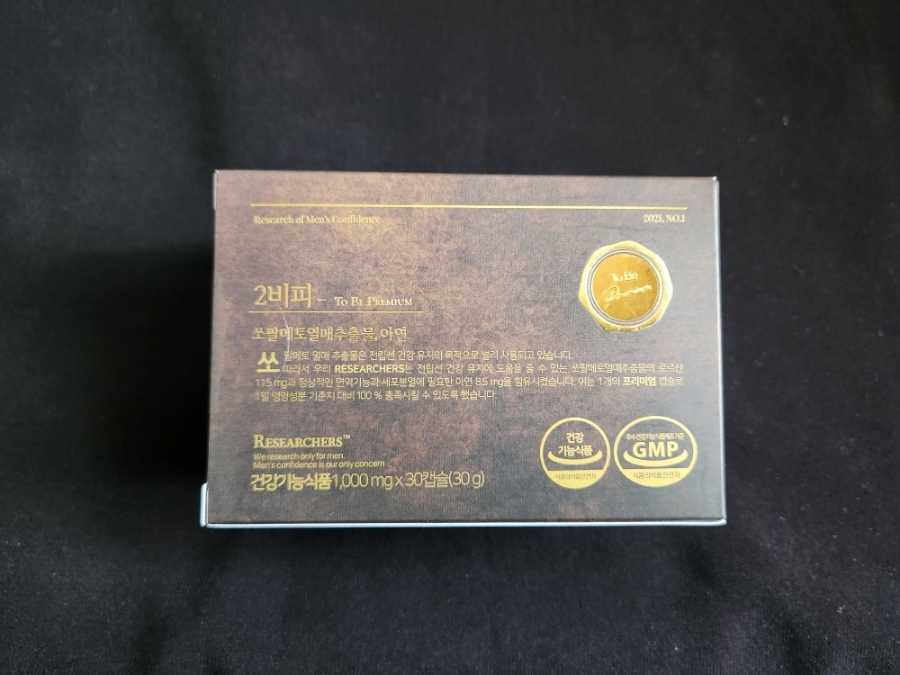 Research of Men's Confidence
2021, NO.1
To Be
2비피 - TO BE PREMIUM
쏘팔메토열매추출물, 아연
쏘팔메토 열매 추출물은 전립선 건강 유지의 목적으로 널리 사용되고 있습니다.
따라서 우리 RESEARCHERS는 전립선 건강 유지에 도움을 줄 수 있는 쏘팔메토열매추출물의 로르산
115 mg과 정상적인 면역기능과 세포분열에 필요한 아연 8.5 mg을 함유시켰습니다. 이는 1개의 프리미엄 캡슐로
1일 영양성분 기준치 대비 100 % 충족시킬 수 있도록 했습니다.
RESEARCHERS™
We research only for men.
Men's confidence is our only concern
건강기능식품 1,000 mg x 30캡슐(30 g)
건강
기능식품
식품의약품안전처
우수건강기능식품제조기준
GMP
식품의약품안전처